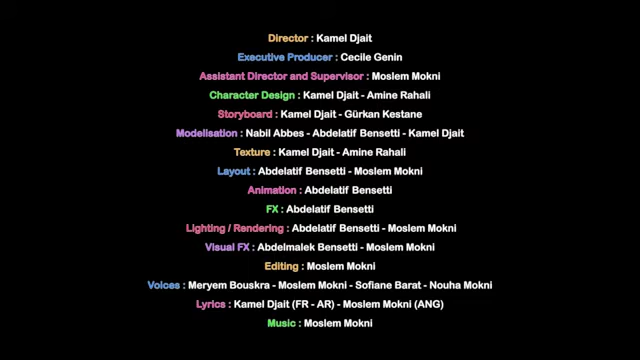 Director : Kamel Djait
Executive Producer : Cecile Genin
Assistant Director and Supervisor : Moslem Mokni
Character Design : Kamel Djait - Amine Rahali
Storyboard : Kamel Djait - Gürkan Kestane
Modelisation : Nabil Abbes - Abdelatif Bensetti - Kamel Djait
Texture : Kamel Djait - Amine Rahali
Layout : Abdelatif Bensetti - Moslem Mokni
Animation : Abdelatif Bensetti
FX : Abdelatif Bensetti
Lighting / Rendering : Abdelatif Bensetti - Moslem Mokni
Visual FX : Abdelmalek Bensetti - Moslem Mokni
Editing : Moslem Mokni
Voices : Meryem Bouskra - Moslem Mokni - Sofiane Barat - Nouha Mokni
Lyrics : Kamel Djait (FR - AR) - Moslem Mokni (ANG)
Music : Moslem Mokni